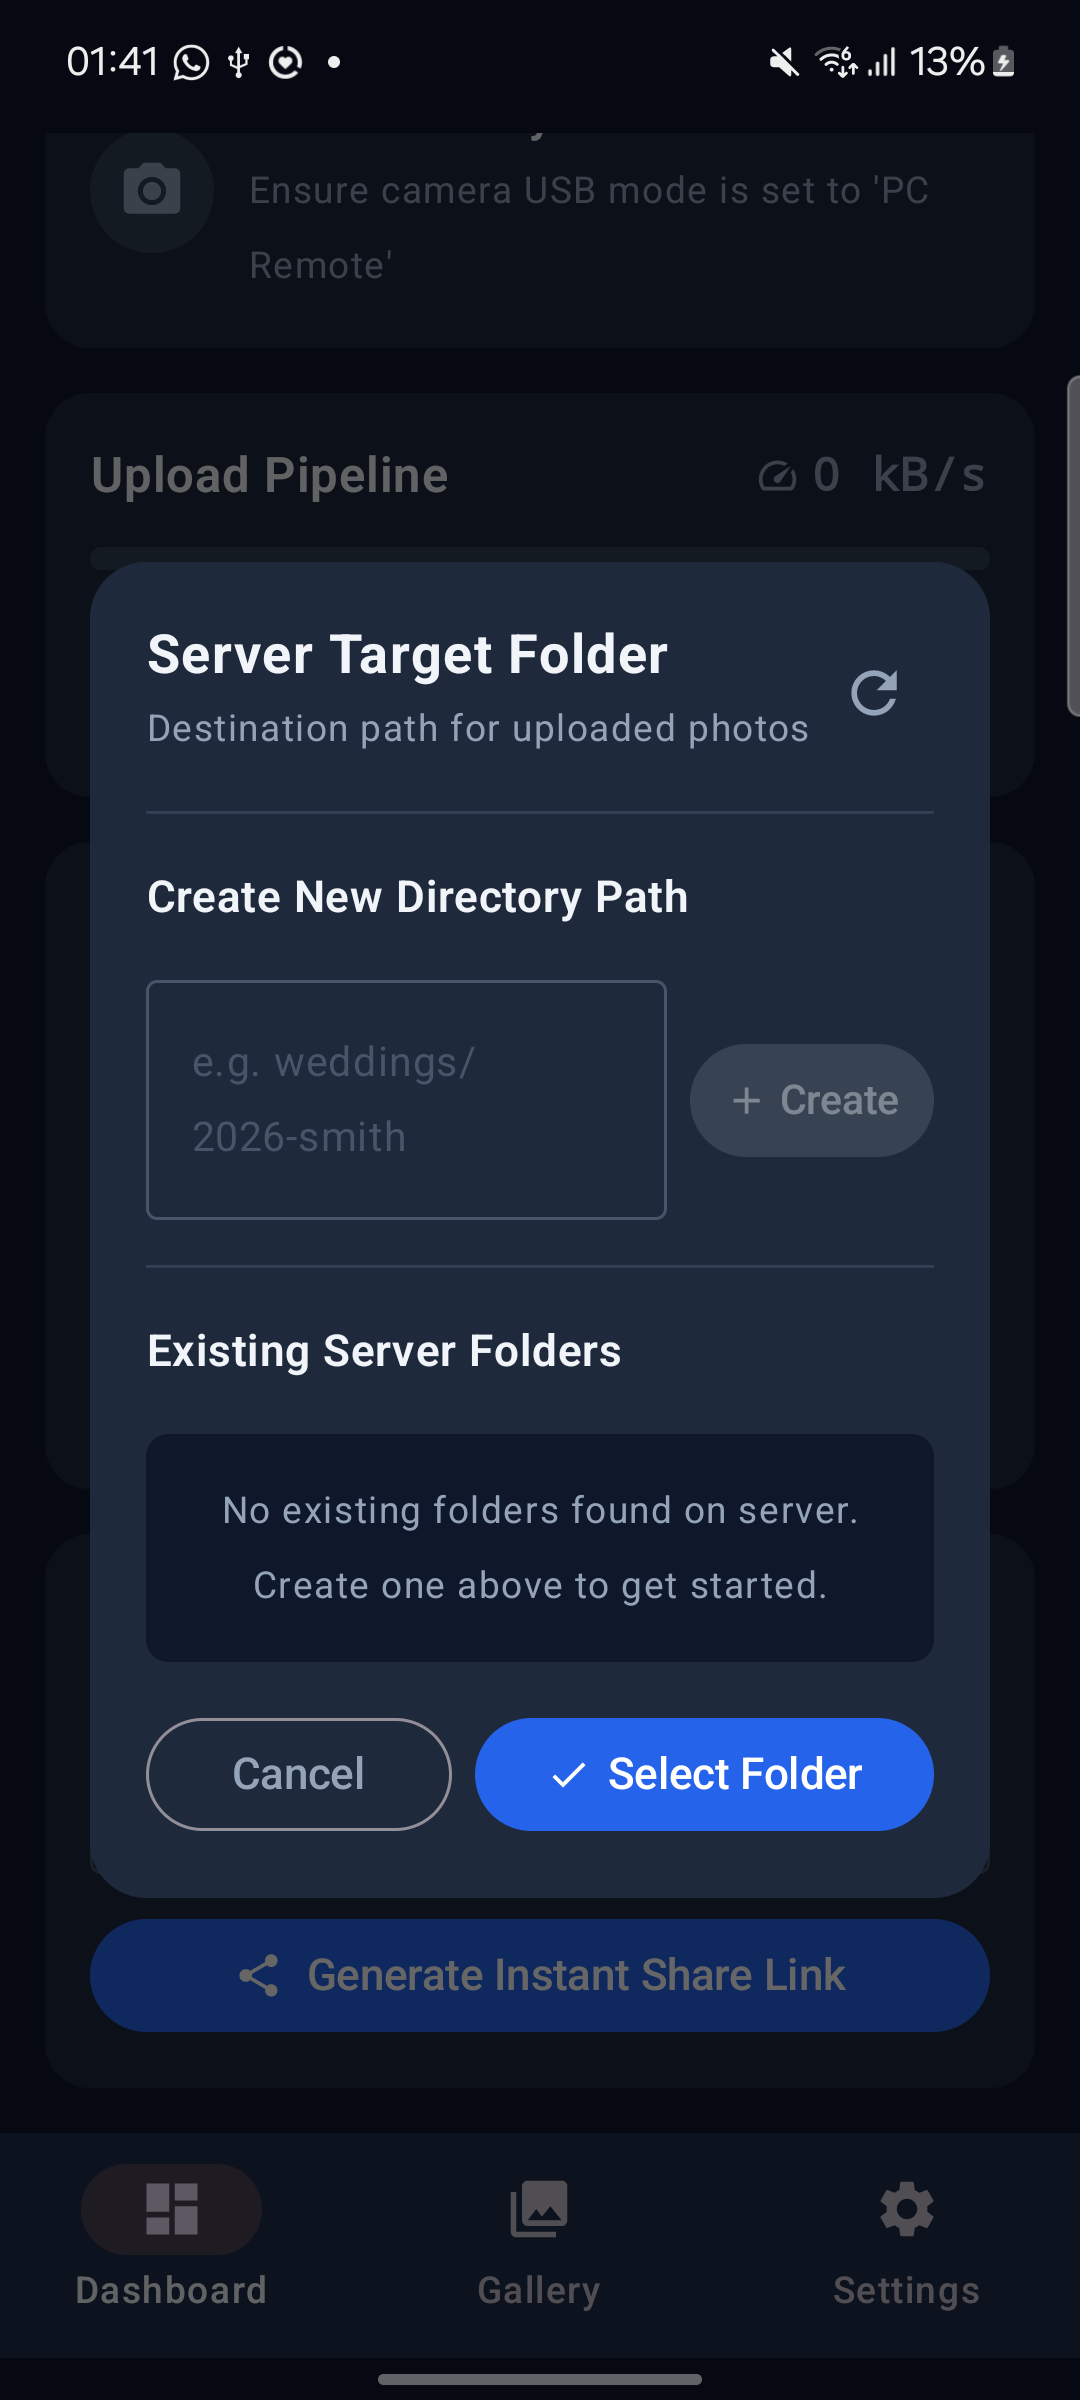 01:41
13%
Ensure camera USB mode is set to 'PC
Remote'
Upload Pipeline
0 kB/s
Server Target Folder
Destination path for uploaded photos
Create New Directory Path
e.g. weddings/
2026-smith
+ Create
Existing Server Folders
No existing folders found on server.
Create one above to get started.
Cancel
Select Folder
Generate Instant Share Link
Dashboard
Gallery
Settings